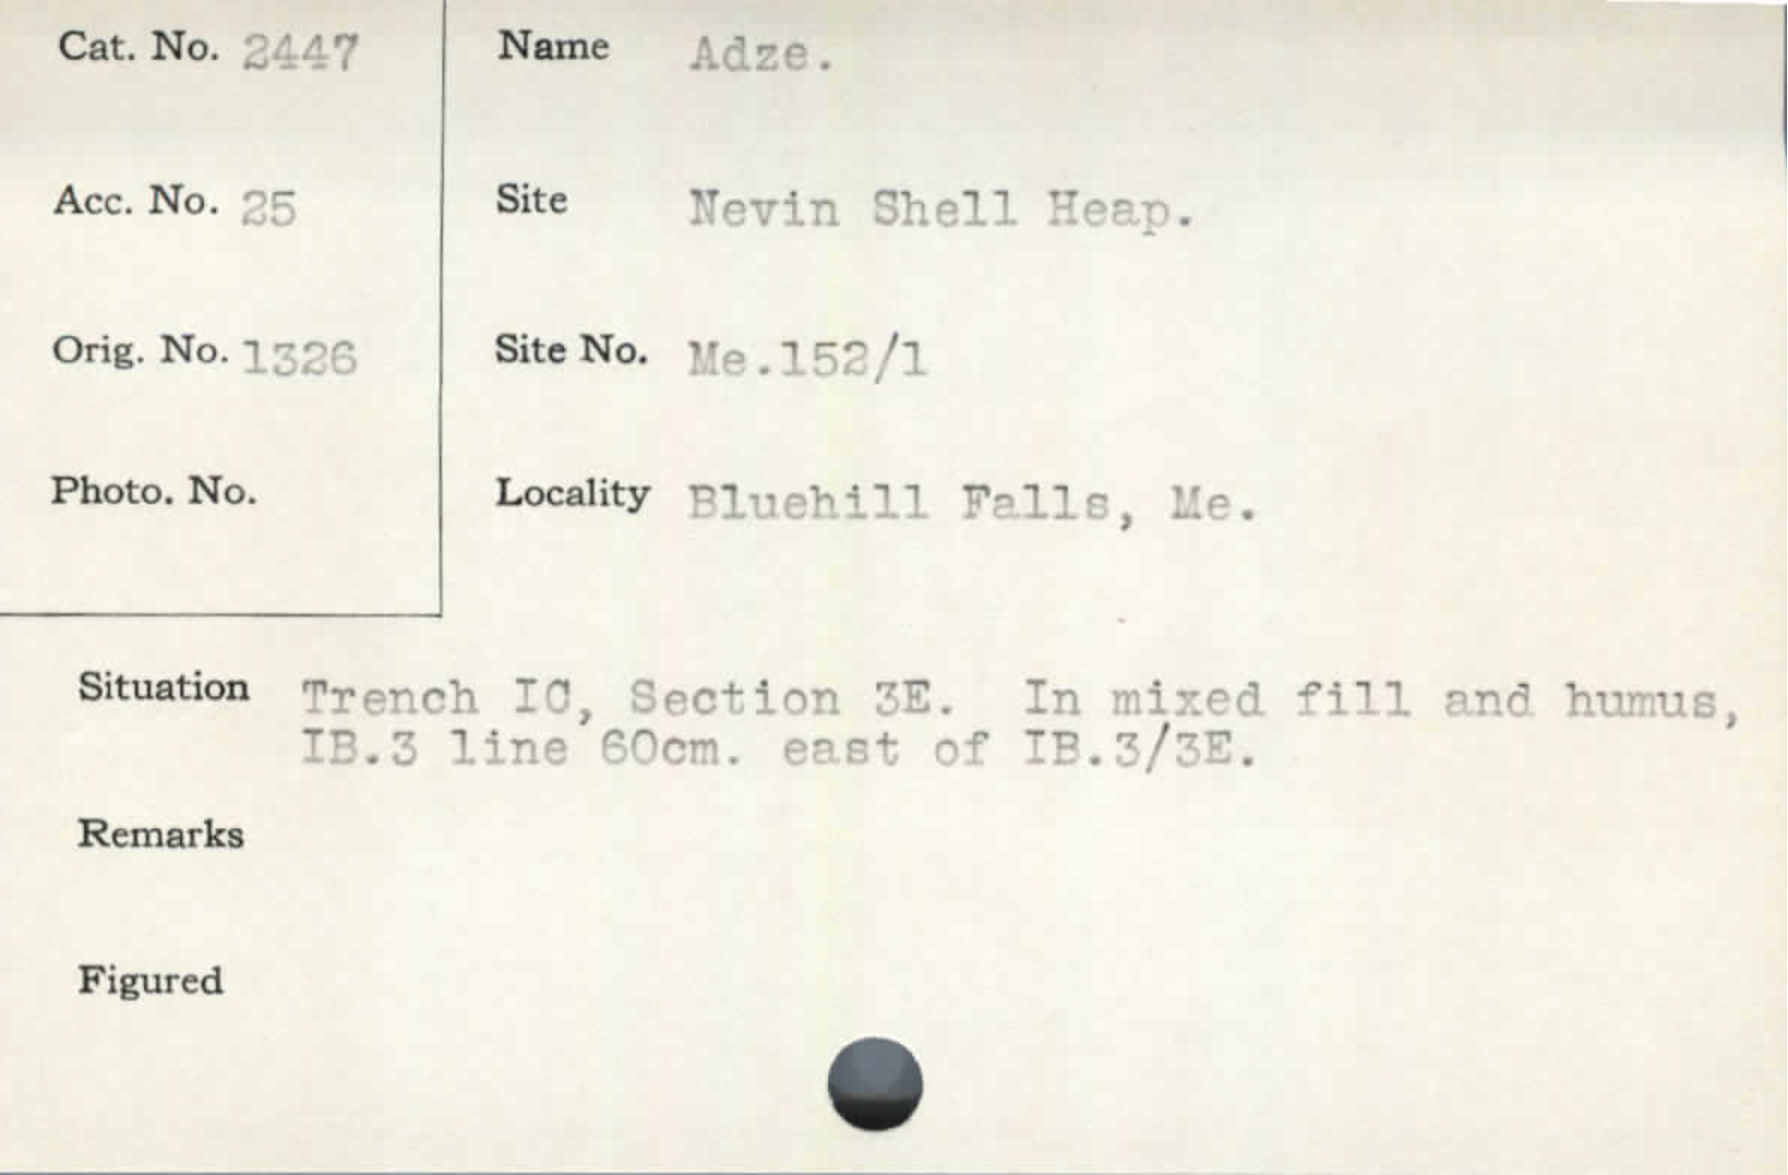 Cat. No. 2447
Name Adze.
Acc. No. 25
Site Nevin Shell Heap.
Orig. No. 1326
Site No. Me.152/1
Photo. No.
Locality Bluehill Falls, Me.
Situation Trench IC, Section 3E. In mixed fill and humus,
IB.3 line 60cm. east of IB.3/3E.
Remarks
Figured